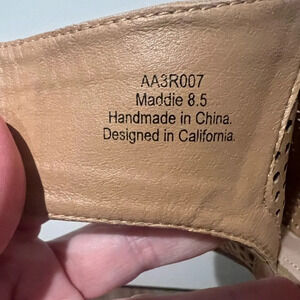 AA3R007
Maddie 8.5
Handmade in China.
Designed in California.